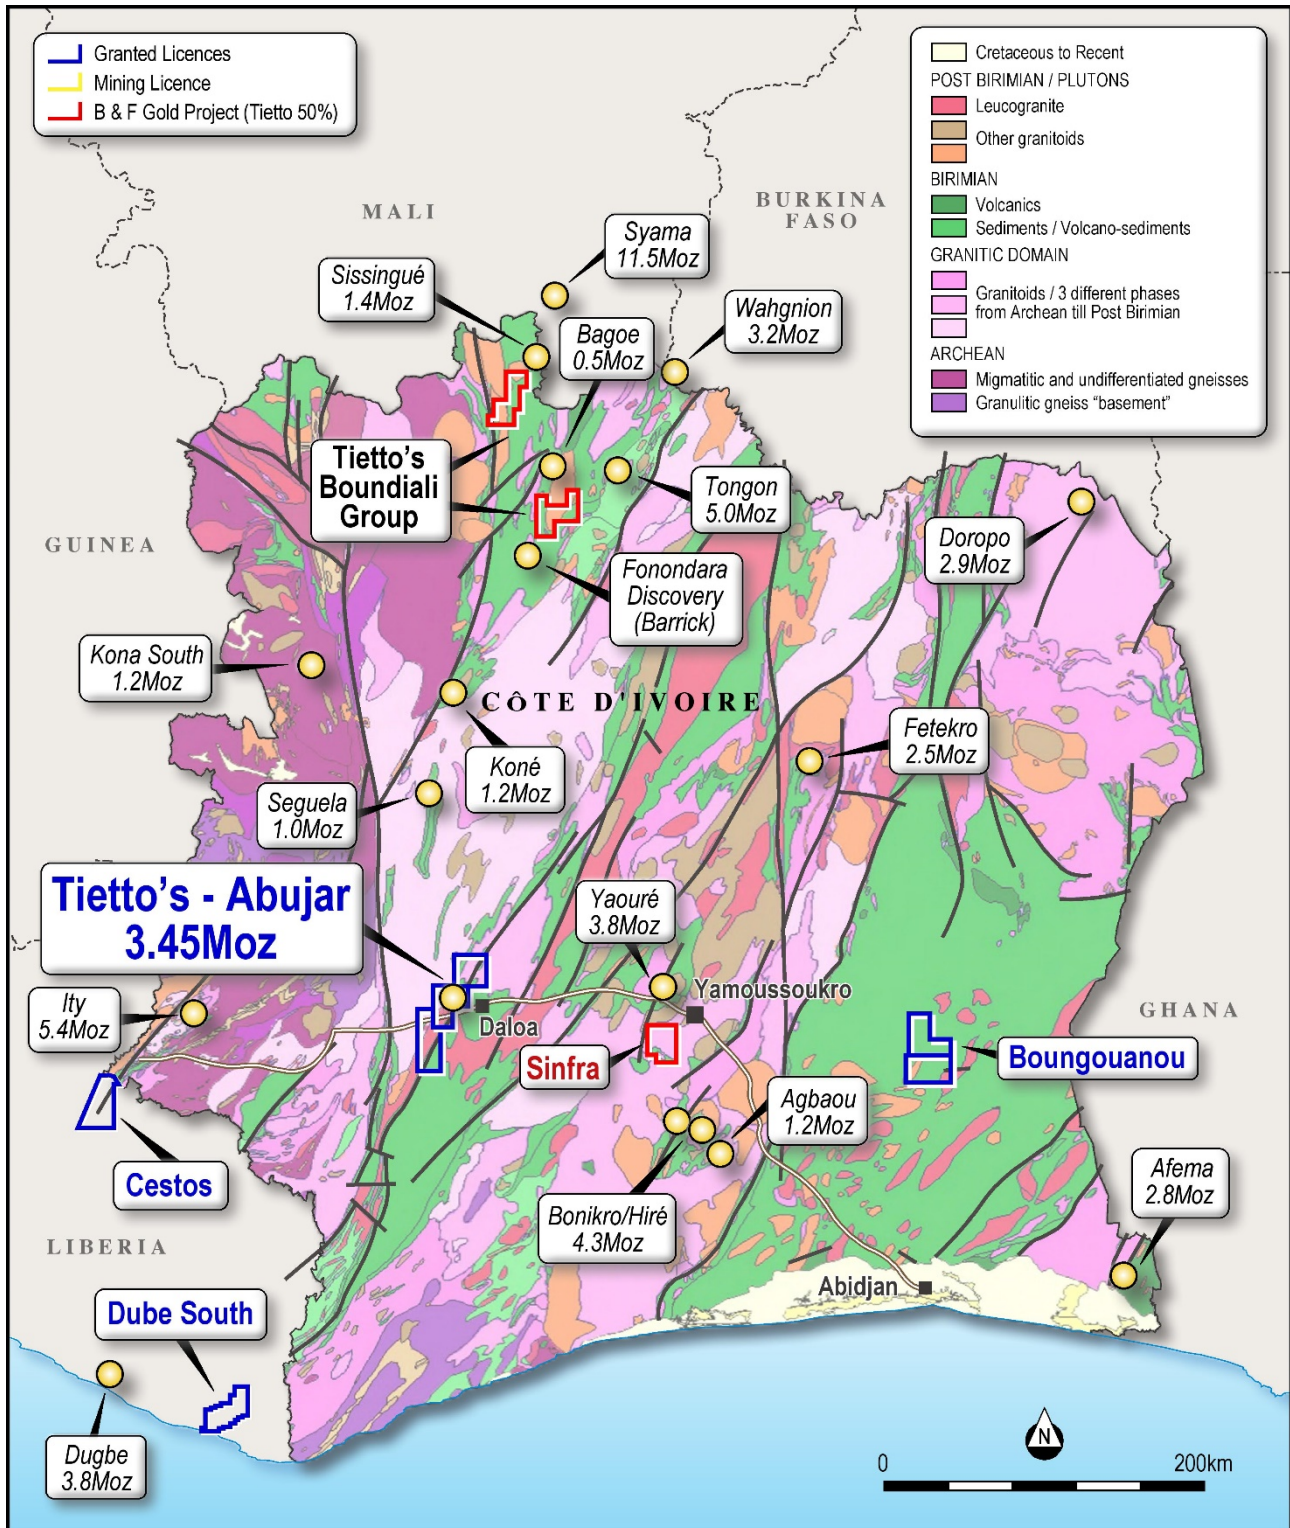 Granted Licences
Mining Licence
B & F Gold Project (Tietto 50%)
Cretaceous to Recent
POST BIRIMIAN / PLUTONS
Leucogranite
Other granitoids
BIRIMIAN
Volcanics
Sediments / Volcano-sediments
GRANITIC DOMAIN
Granitoids / 3 different phases
from Archean till Post Birimian
ARCHEAN
Migmatitic and undifferentiated gneisses
Granulitic gneiss "basement"
MALI
BURKINA
FASO
Syama
11.5Moz
Sissingué
1.4Moz
Wahgnion
3.2Moz
Bagoe
0.5Moz
Tietto's
Boundiali
Group
Tongon
5.0Moz
Doropo
2.9Moz
GUINEA
Fonondara
Discovery
(Barrick)
Kona South
1.2Moz
CÔTE D'IVOIRE
Fetekro
2.5Moz
Koné
1.2Moz
Seguela
1.0Moz
Tietto's - Abujar
3.45Moz
Yaouré
3.8Moz
Yamoussoukro
Ity
5.4Moz
Daloa
GHANA
Sinfra
Boungouanou
Agbaou
1.2Moz
Cestos
Afema
2.8Moz
Bonikro/Hiré
4.3Moz
LIBERIA
Abidjan
Dube South
Dugbe
3.8Moz
N
0
200km